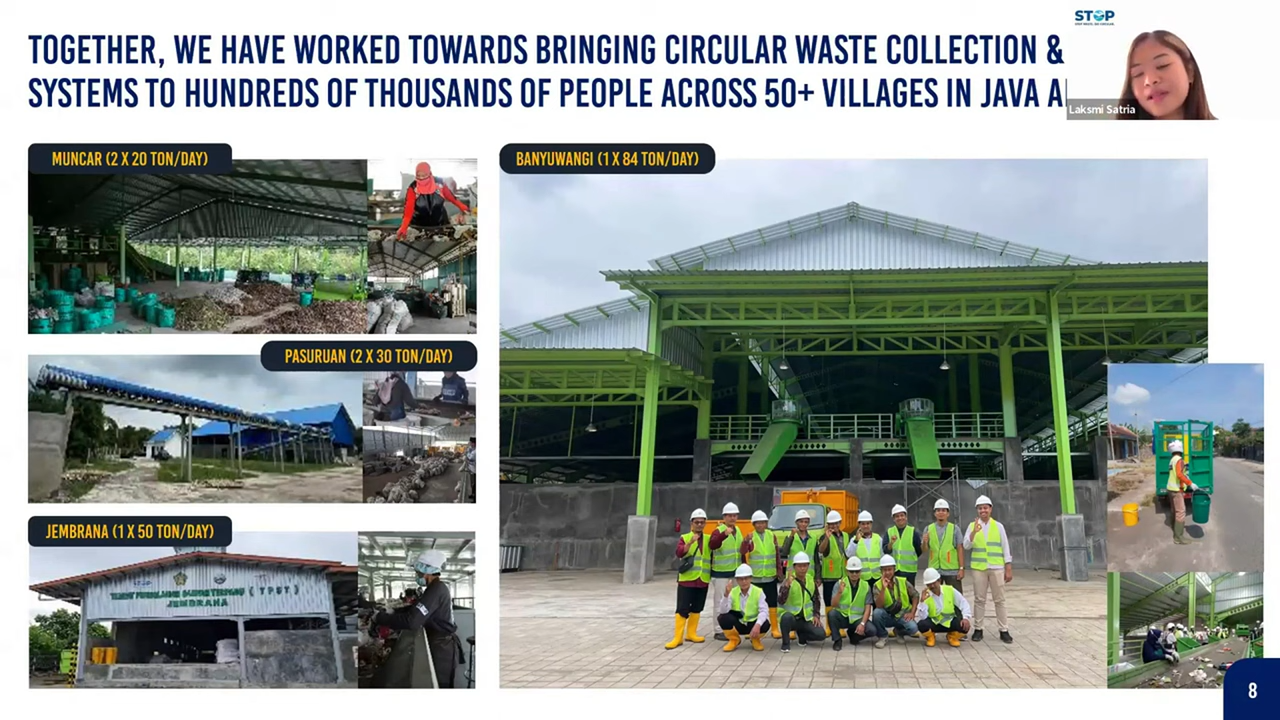 STOP
TOGETHER, WE HAVE WORKED TOWARDS BRINGING CIRCULAR WASTE COLLECTION &
SYSTEMS TO HUNDREDS OF THOUSANDS OF PEOPLE ACROSS 50+ VILLAGES IN JAVA A
Laksmi Satria
MUNCAR (2 X 20 TON/DAY)
BANYUWANGI (1 X 84 TON/DAY)
PASURUAN (2 X 30 TON/DAY)
JEMBRANA (1 X 50 TON/DAY)
STOP
( TPST )
JEMBRANA
8